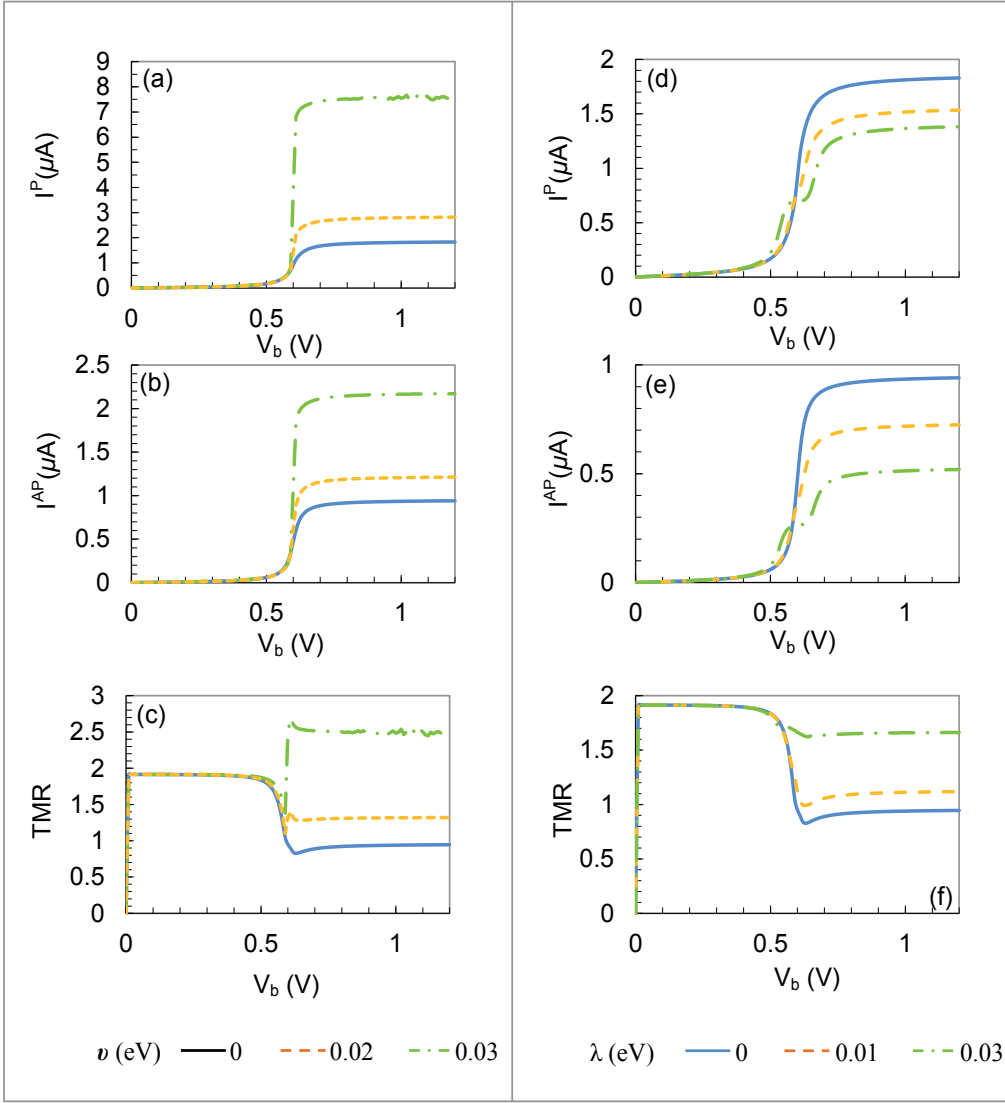 (a)
9
8
7
6
5
4
3
2
1
0
I^P(µA)
0 0.5 1
V_b (V)
(b)
2.5
2
1.5
1
0.5
0
I^AP(µA)
0 0.5 1
V_b (V)
(c)
3
2.5
2
1.5
1
0.5
0
TMR
0 0.5 1
V_b (V)
υ (eV) 0 0.02 0.03
(d)
2
1.5
1
0.5
0
I^P(µA)
0 0.5 1
V_b (V)
(e)
1
0.5
0
I^AP(µA)
0 0.5 1
V_b (V)
2
1.5
1
0.5
0
TMR
(f)
0 0.5 1
V_b (V)
λ (eV) 0 0.01 0.03